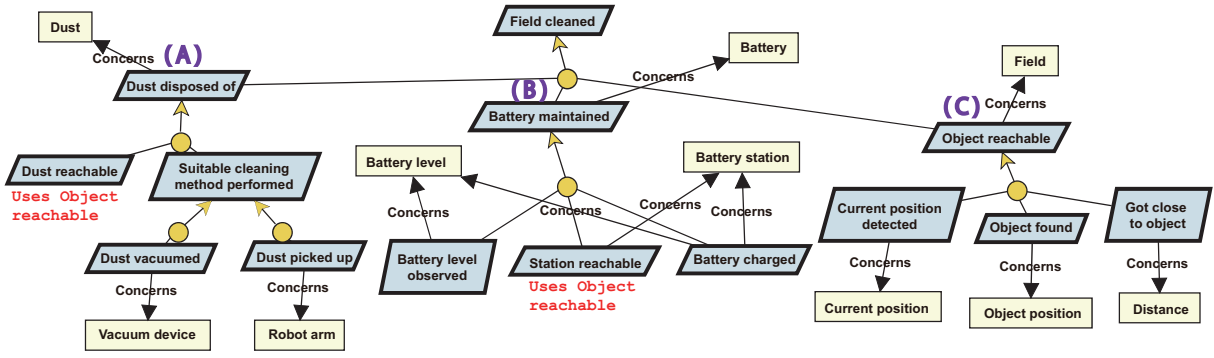 Field cleaned
Dust
Concerns
(A)
Dust disposed of
Battery
Concerns
(B)
Battery maintained
Field
Concerns
(C)
Object reachable
Dust reachable
Uses Object
reachable
Suitable cleaning
method performed
Dust vacuumed
Concerns
Vacuum device
Dust picked up
Concerns
Robot arm
Battery level
Concerns
Battery level
observed
Concerns
Battery station
Concerns
Concerns
Station reachable
Uses Object
reachable
Battery charged
Current position
detected
Concerns
Current position
Object found
Concerns
Object position
Got close
to object
Concerns
Distance